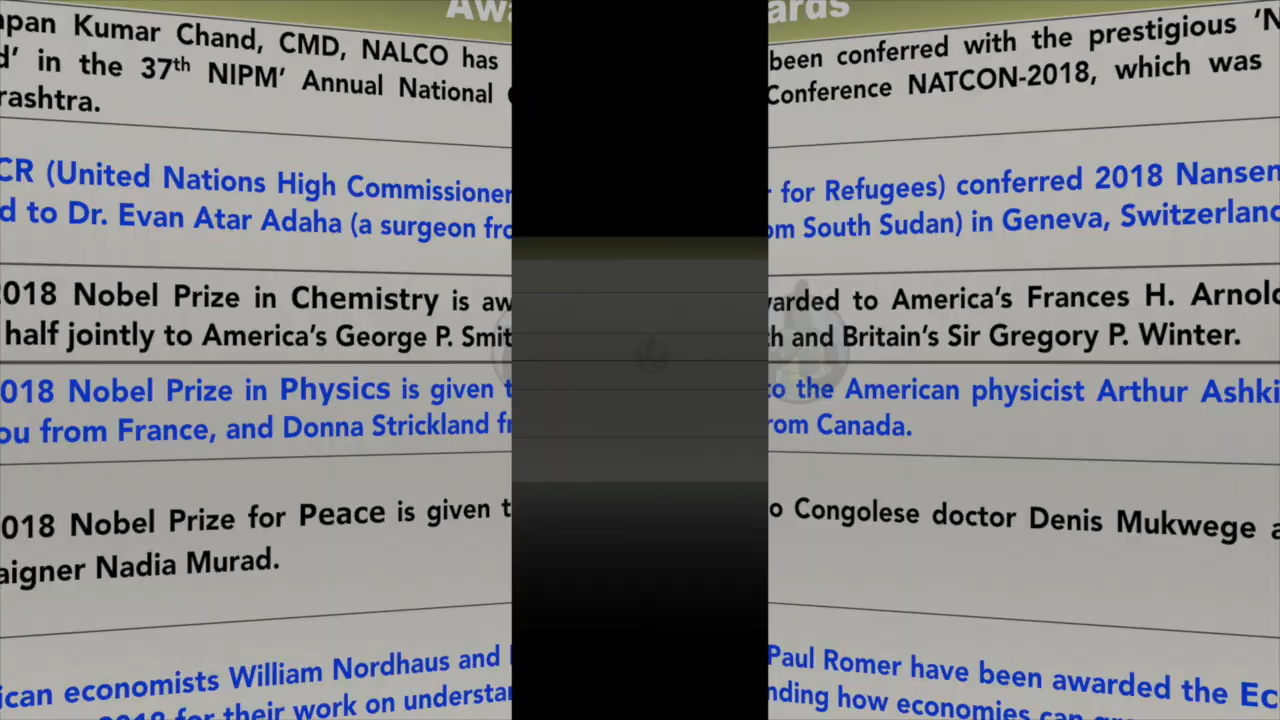 Awards
pan Kumar Chand, CMD, NALCO has been conferred with the prestigious ‘N
d’ in the 37th NIPM’ Annual National Conference NATCON-2018, which was
rashtra.
CR (United Nations High Commissioner for Refugees) conferred 2018 Nansen
d to Dr. Evan Atar Adaha (a surgeon from South Sudan) in Geneva, Switzerland
2018 Nobel Prize in Chemistry is awarded to America’s Frances H. Arnold
half jointly to America’s George P. Smith and Britain’s Sir Gregory P. Winter.
2018 Nobel Prize in Physics is given to the American physicist Arthur Ashki
ou from France, and Donna Strickland from Canada.
2018 Nobel Prize for Peace is given to Congolese doctor Denis Mukwege a
aigner Nadia Murad.
ican economists William Nordhaus and Paul Romer have been awarded the Ec
2018 for their work on understanding how economies can